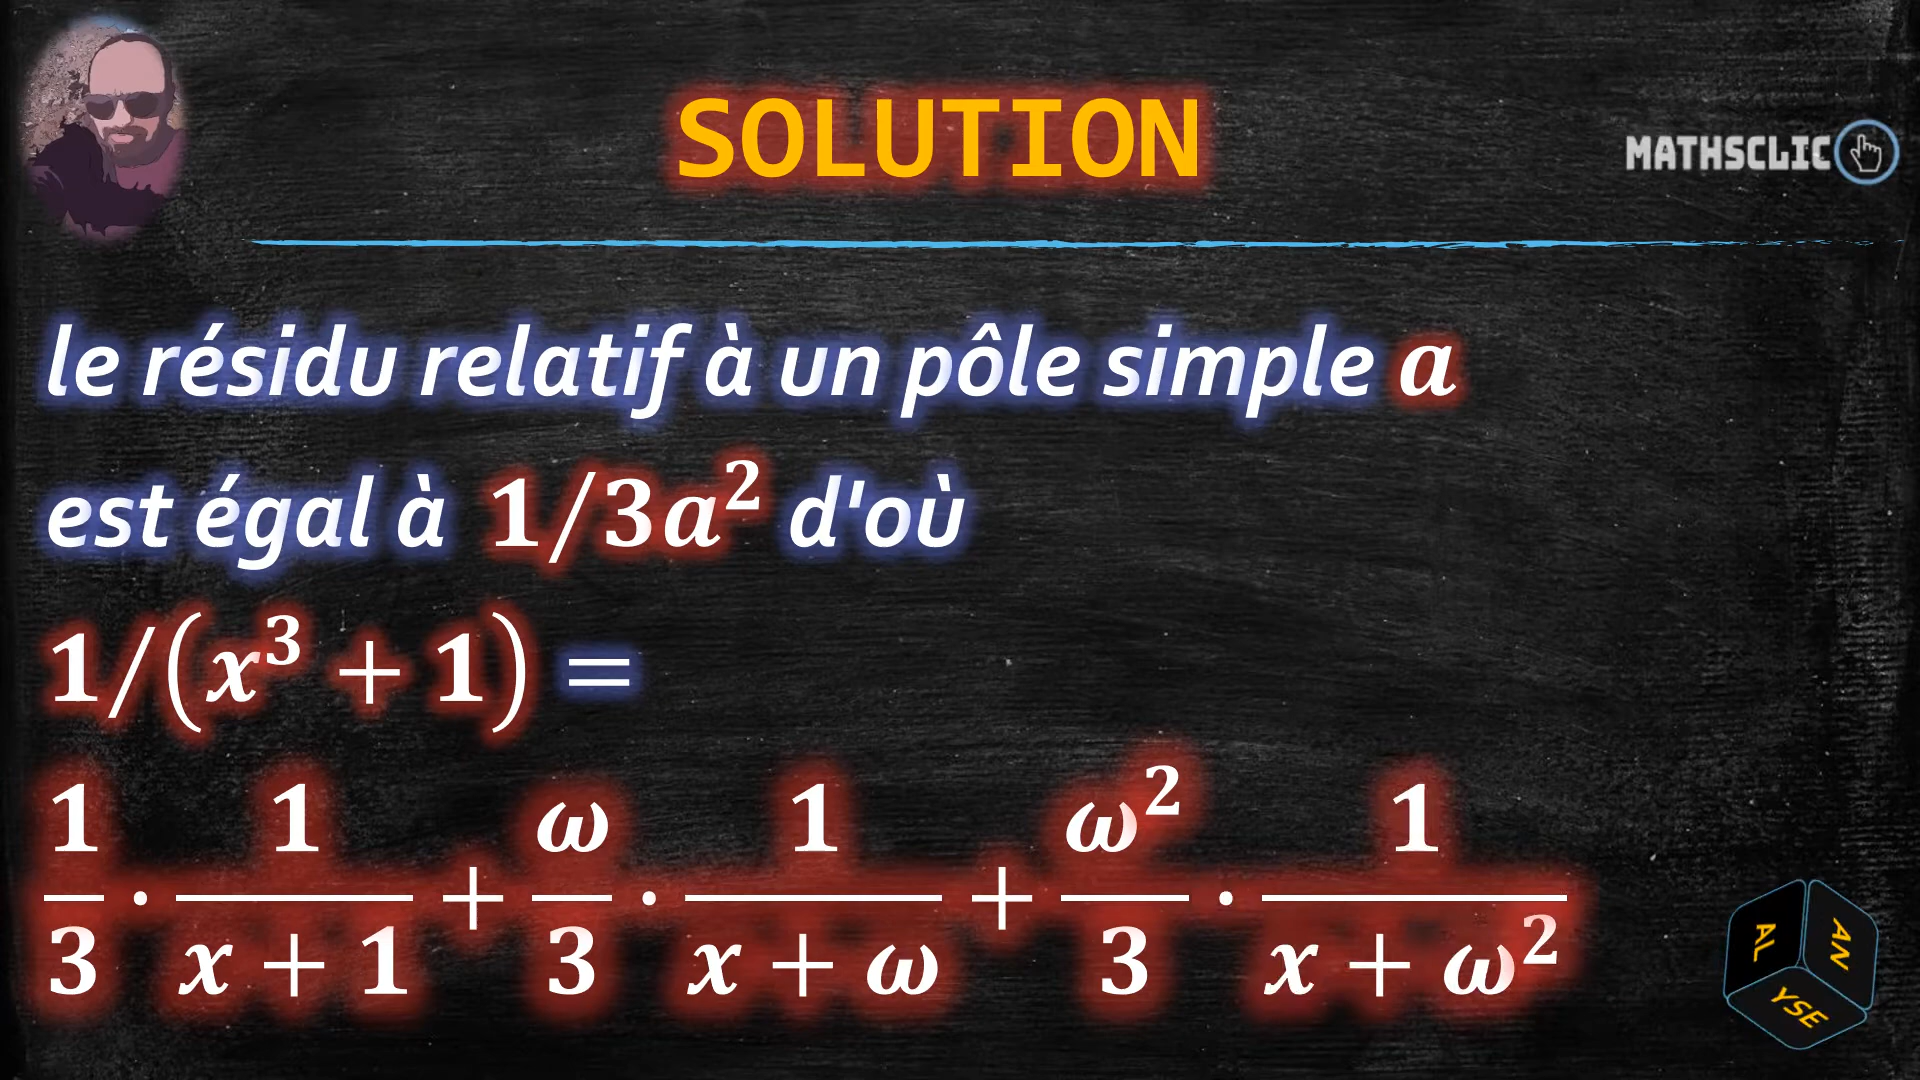 SOLUTION
MATHSCLIC
le résidu relatif à un pôle simple a
est égal à 1/3a² d'où
1/(x³ + 1) =
1/3 · 1/(x + 1) + ω/3 · 1/(x + ω) + ω²/3 · 1/(x + ω²)
AL
AN
YSE